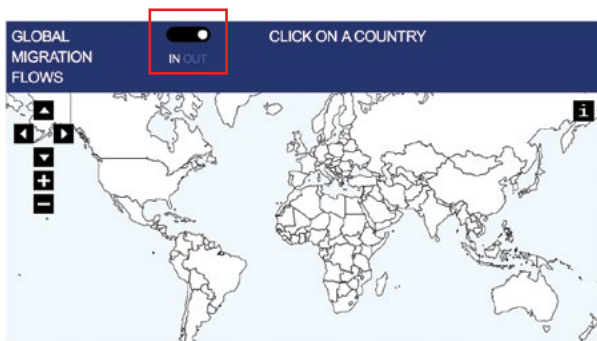 GLOBAL
MIGRATION
FLOWS
IN OUT
CLICK ON A COUNTRY
i